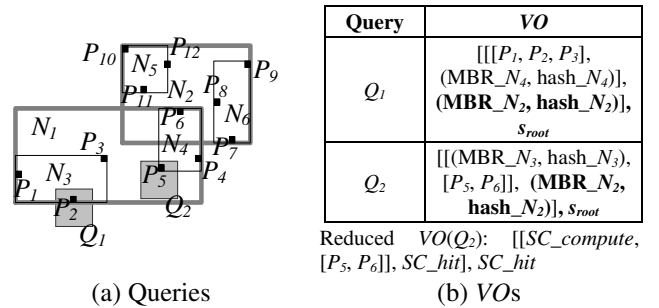 P10
P12
N5
P9
P11
N2
P8
P6
N6
N1
P3
N4
P7
P1
N3
P5
P4
P2
Q2
Q1
(a) Queries
Query VO
Q1 [[[P1, P2, P3],
(MBR_N4, hash_N4)],
(MBR_N2, hash_N2)],
sroot
Q2 [[(MBR_N3, hash_N3),
[P5, P6]], (MBR_N2,
hash_N2)], sroot
Reduced VO(Q2): [[SC_compute,
[P5, P6]], SC_hit], SC_hit
(b) VOs